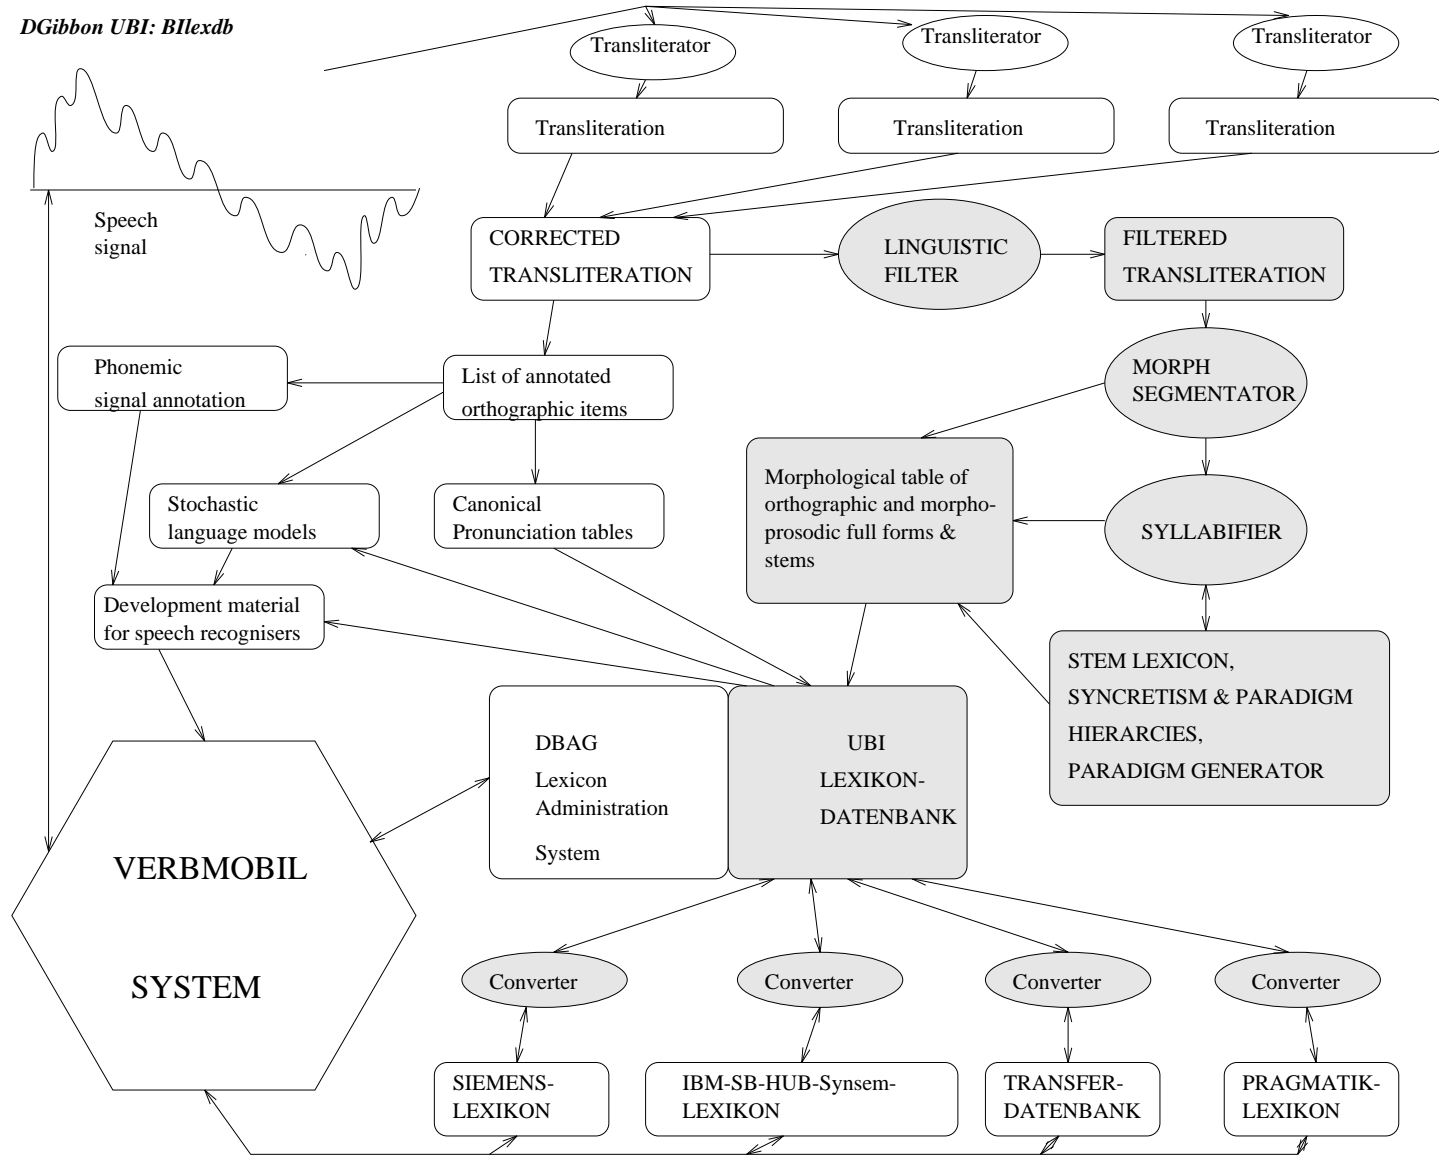 DGibbon UBI: BIlexdb
Transliterator
Transliterator
Transliterator
Transliteration
Transliteration
Transliteration
Speech
signal
CORRECTED
TRANSLITERATION
LINGUISTIC
FILTER
FILTERED
TRANSLITERATION
Phonemic
signal annotation
List of annotated
orthographic items
MORPH
SEGMENTATOR
Stochastic
language models
Canonical
Pronunciation tables
Morphological table of
orthographic and morpho-
prosodic full forms &
stems
SYLLABIFIER
Development material
for speech recognisers
STEM LEXICON,
SYNCRETISM & PARADIGM
HIERARCIES,
PARADIGM GENERATOR
DBAG
Lexicon
Administration
System
UBI
LEXIKON-
DATENBANK
VERBMOBIL
SYSTEM
Converter
Converter
Converter
Converter
SIEMENS-
LEXIKON
IBM-SB-HUB-Synsem-
LEXIKON
TRANSFER-
DATENBANK
PRAGMATIK-
LEXIKON